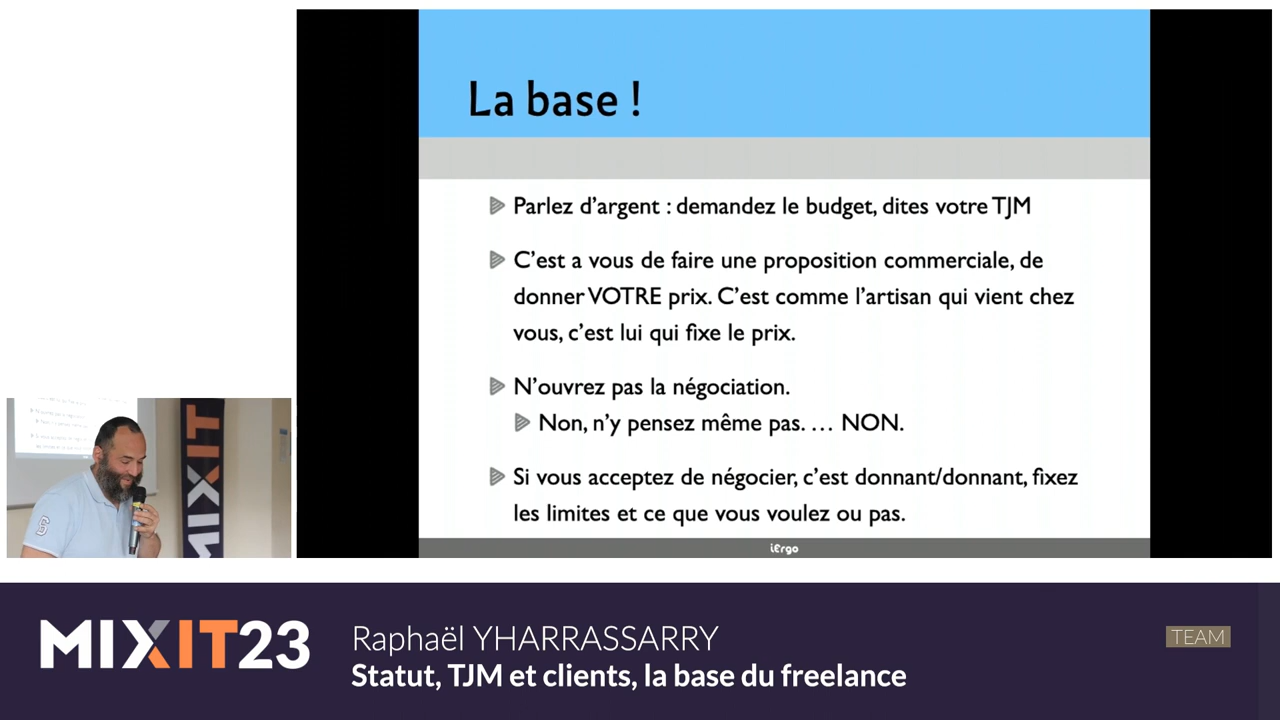 La base !
Parlez d'argent : demandez le budget, dites votre TJM
C'est a vous de faire une proposition commerciale, de
donner VOTRE prix. C'est comme l'artisan qui vient chez
vous, c'est lui qui fixe le prix.
N'ouvrez pas la négociation.
Non, n'y pensez même pas. … NON.
Si vous acceptez de négocier, c'est donnant/donnant, fixez
les limites et ce que vous voulez ou pas.
iErgo
MIXIT
MIXIT
MIXIT23
Raphaël YHARRASSARRY
TEAM
Statut, TJM et clients, la base du freelance